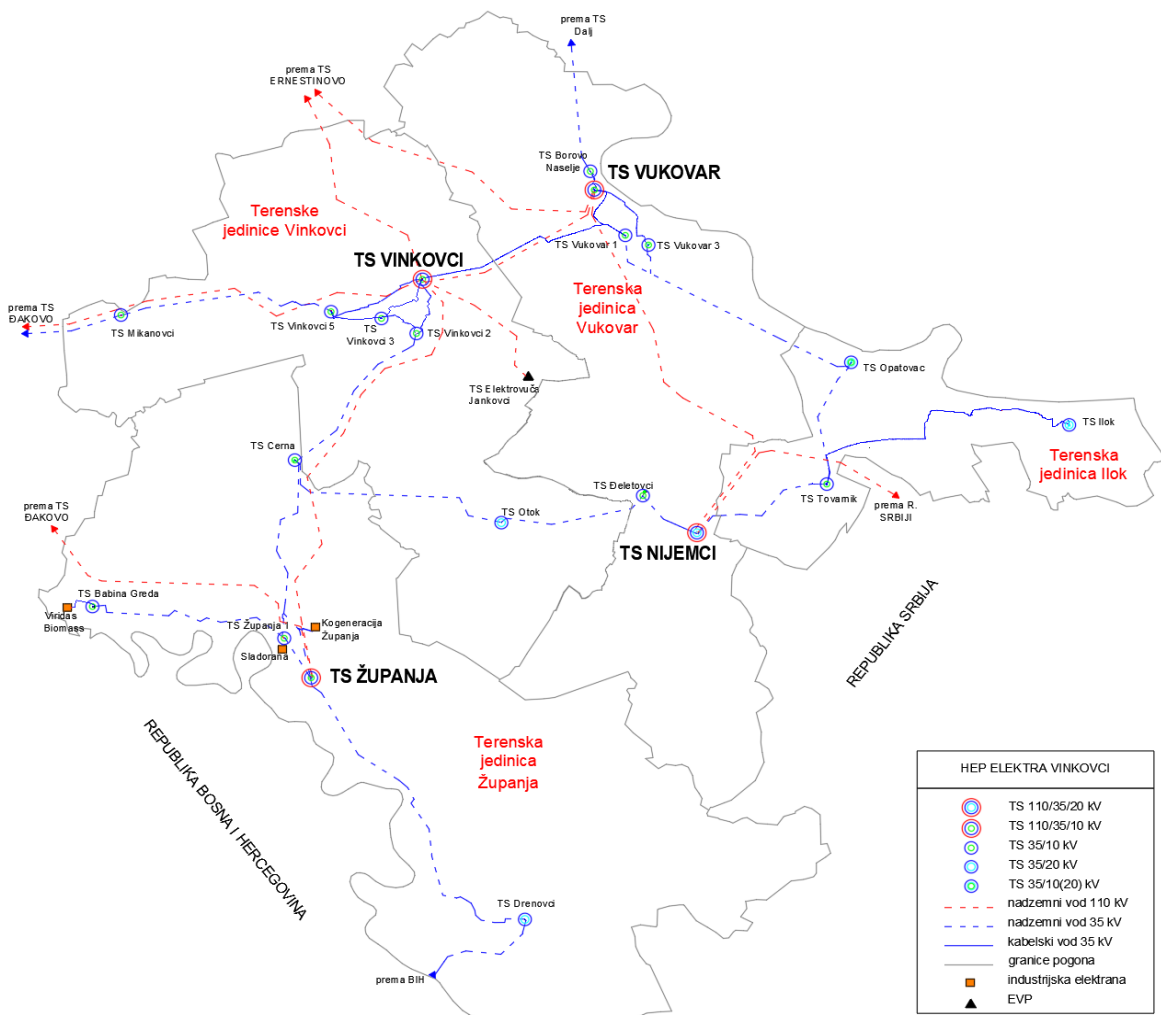 prema TS
Dalj
prema TS
ERNESTINOVO
TS Borovo
Naselje
TS VUKOVAR
Terenske
jedinice Vinkovci
TS Vukovar 1
TS Vukovar 3
TS VINKOVCI
Terenska
jedinica
Vukovar
prema TS
ĐAKOVO
TS Mikanovci
TS Vinkovci 5
TS
Vinkovci 3
TS Vinkovci 2
TS Elektrovuča
Jankovci
TS Opatovac
TS Ilok
TS Cerna
Terenska
jedinica Ilok
TS Đeletovci
TS Tovarnik
prema TS
ĐAKOVO
TS Otok
prema R.
SRBIJI
TS NIJEMCI
TS Babina Greda
Viridas
Biomass
TS Županja 1
Kogeneracija
Županja
Sladorana
REPUBLIKA SRBIJA
TS ŽUPANJA
Terenska
jedinica
Županja
REPUBLIKA BOSNA I HERCEGOVINA
TS Drenovci
prema BIH
HEP ELEKTRA VINKOVCI
TS 110/35/20 kV
TS 110/35/10 kV
TS 35/10 kV
TS 35/20 kV
TS 35/10(20) kV
nadzemni vod 110 kV
nadzemni vod 35 kV
kabelski vod 35 kV
granice pogona
industrijska elektrana
EVP